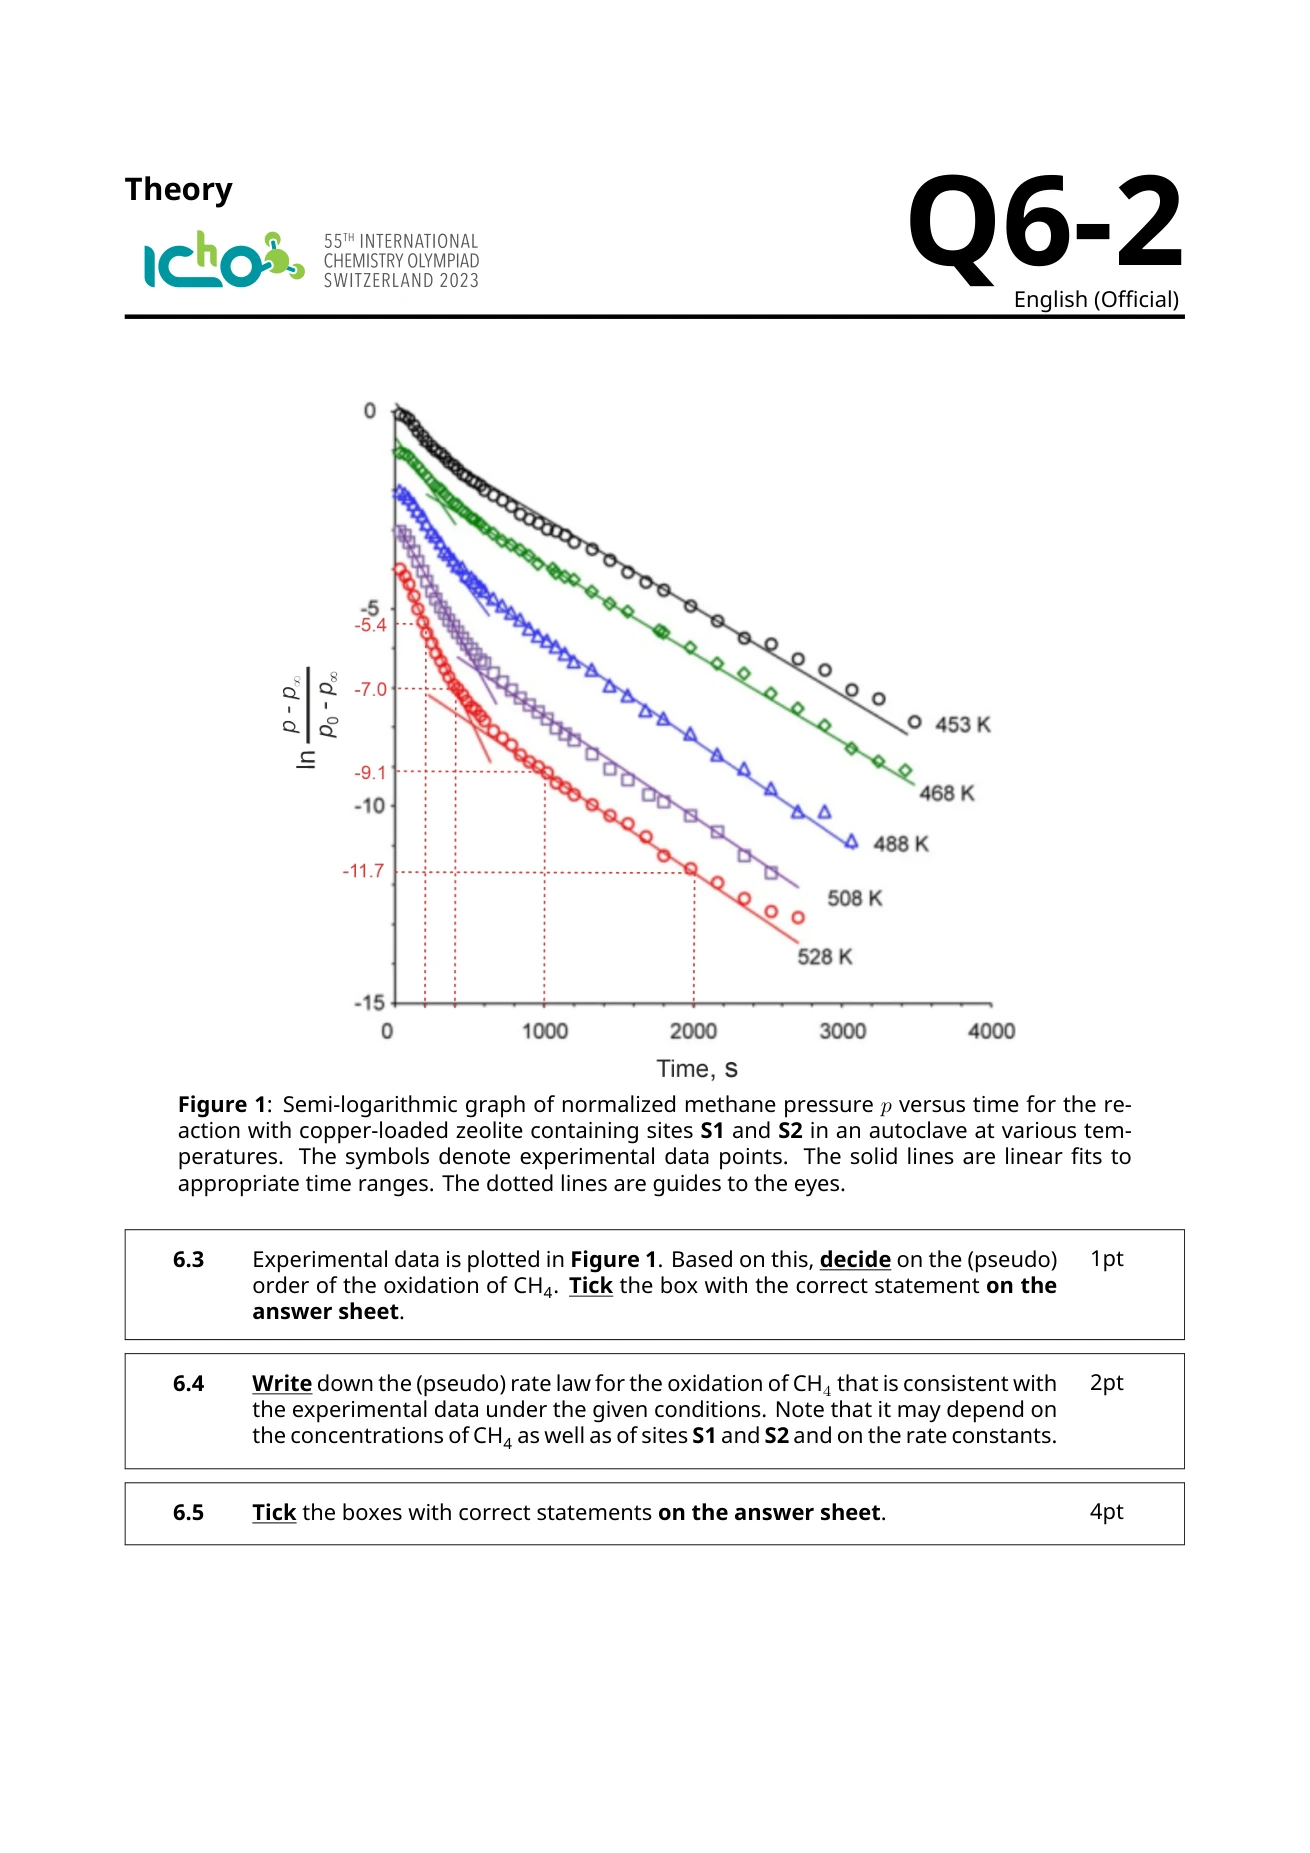 Theory
Q6-2
IChO
55TH INTERNATIONAL
CHEMISTRY OLYMPIAD
SWITZERLAND 2023
English (Official)
0
-5
-5.4
-7.0
-9.1
-10
-11.7
-15
ln (p - p∞) / (p0 - p∞)
453 K
468 K
488 K
508 K
528 K
0 1000 2000 3000 4000
Time, s
Figure 1: Semi-logarithmic graph of normalized methane pressure p versus time for the re-
action with copper-loaded zeolite containing sites S1 and S2 in an autoclave at various tem-
peratures. The symbols denote experimental data points. The solid lines are linear fits to
appropriate time ranges. The dotted lines are guides to the eyes.
6.3 Experimental data is plotted in Figure 1. Based on this, decide on the (pseudo) 1pt
order of the oxidation of CH4. Tick the box with the correct statement on the
answer sheet.
6.4 Write down the (pseudo) rate law for the oxidation of CH4 that is consistent with 2pt
the experimental data under the given conditions. Note that it may depend on
the concentrations of CH4 as well as of sites S1 and S2 and on the rate constants.
6.5 Tick the boxes with correct statements on the answer sheet. 4pt